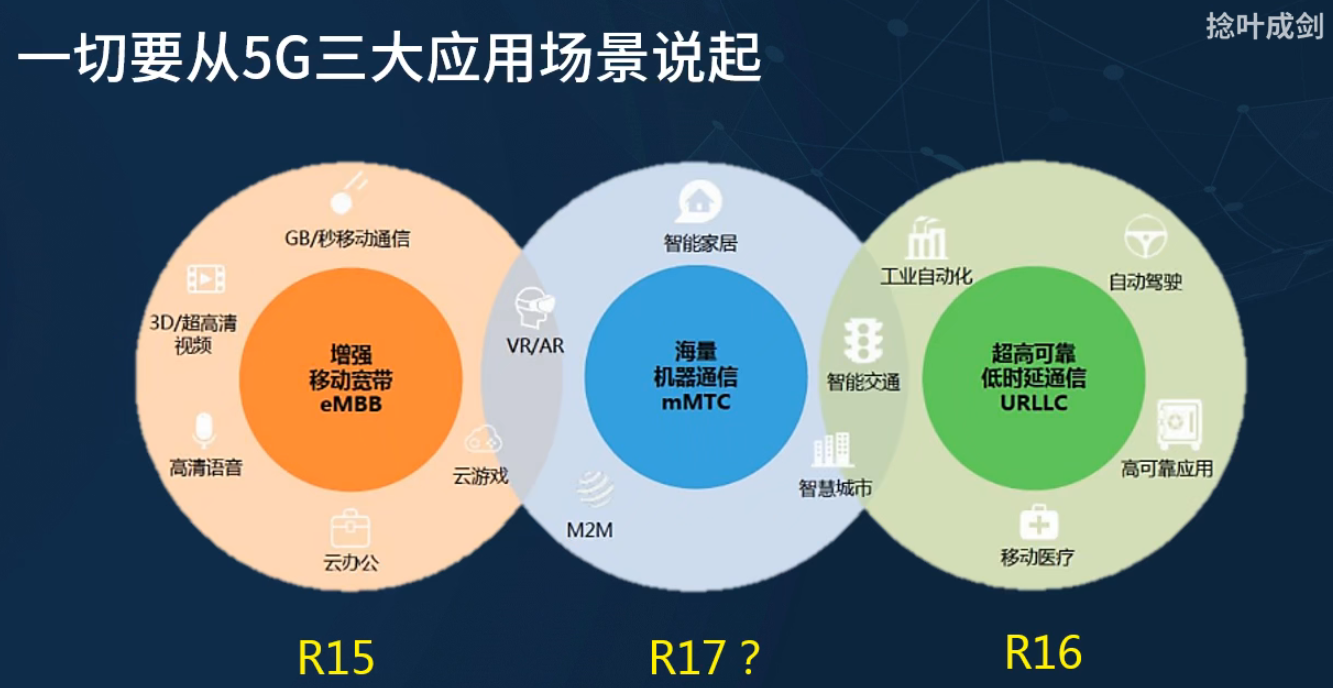 捻叶成剑
一切要从5G三大应用场景说起
GB/秒移动通信
3D/超高清
视频
高清语音
云办公
云游戏
增强
移动宽带
eMBB
VR/AR
智能家居
海量
机器通信
mMTC
M2M
智慧城市
智能交通
工业自动化
自动驾驶
超高可靠
低时延通信
URLLC
高可靠应用
移动医疗
R15
R17？
R16